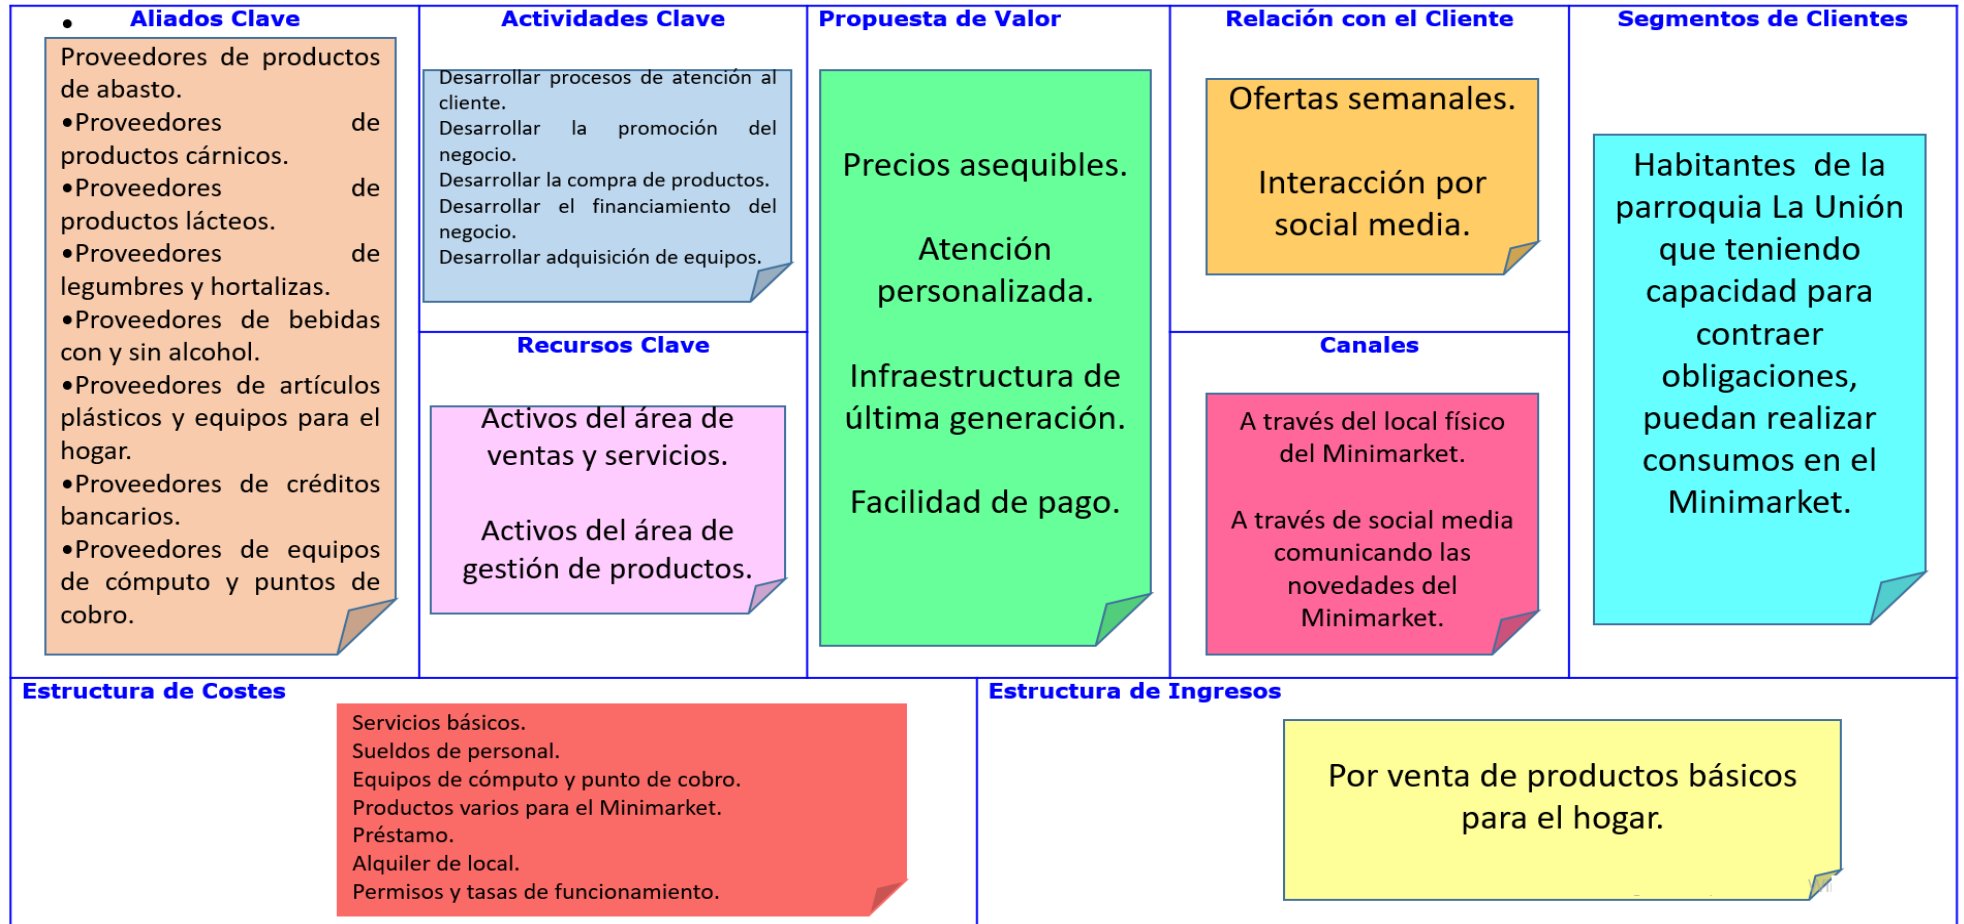 Aliados Clave
•
Proveedores de productos
de abasto.
•Proveedores de
productos cárnicos.
•Proveedores de
productos lácteos.
•Proveedores de
legumbres y hortalizas.
•Proveedores de bebidas
con y sin alcohol.
•Proveedores de artículos
plásticos y equipos para el
hogar.
•Proveedores de créditos
bancarios.
•Proveedores de equipos
de cómputo y puntos de
cobro.
Actividades Clave
Desarrollar procesos de atención al
cliente.
Desarrollar la promoción del
negocio.
Desarrollar la compra de productos.
Desarrollar el financiamiento del
negocio.
Desarrollar adquisición de equipos.
Recursos Clave
Activos del área de
ventas y servicios.
Activos del área de
gestión de productos.
Propuesta de Valor
Precios asequibles.
Atención
personalizada.
Infraestructura de
última generación.
Facilidad de pago.
Relación con el Cliente
Ofertas semanales.
Interacción por
social media.
Canales
A través del local físico
del Minimarket.
A través de social media
comunicando las
novedades del
Minimarket.
Segmentos de Clientes
Habitantes de la
parroquia La Unión
que teniendo
capacidad para
contraer
obligaciones,
puedan realizar
consumos en el
Minimarket.
Estructura de Costes
Servicios básicos.
Sueldos de personal.
Equipos de cómputo y punto de cobro.
Productos varios para el Minimarket.
Préstamo.
Alquiler de local.
Permisos y tasas de funcionamiento.
Estructura de Ingresos
Por venta de productos básicos
para el hogar.